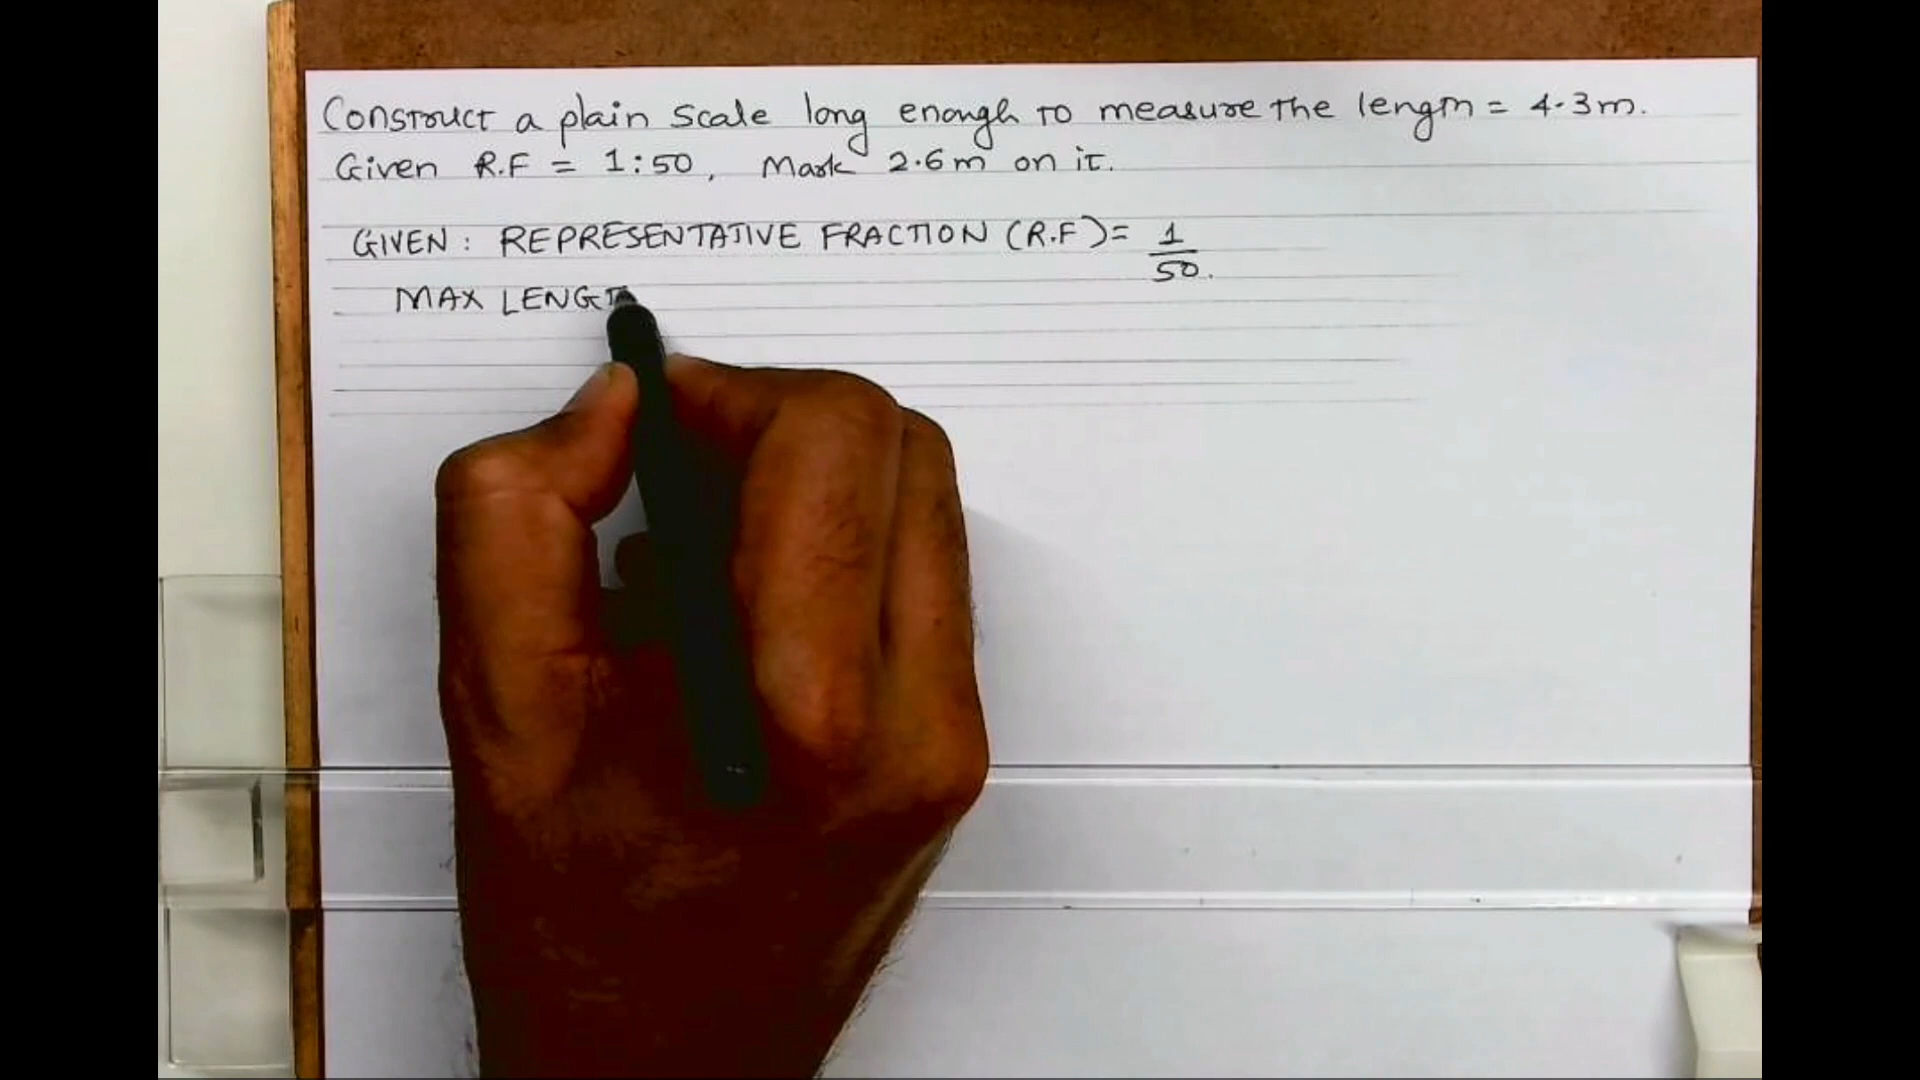 Construct a plain scale long enough to measure the length = 4.3m.
Given R.F = 1:50, Mark 2.6m on it.
GIVEN: REPRESENTATIVE FRACTION (R.F) = 1/50.
MAX LENGT